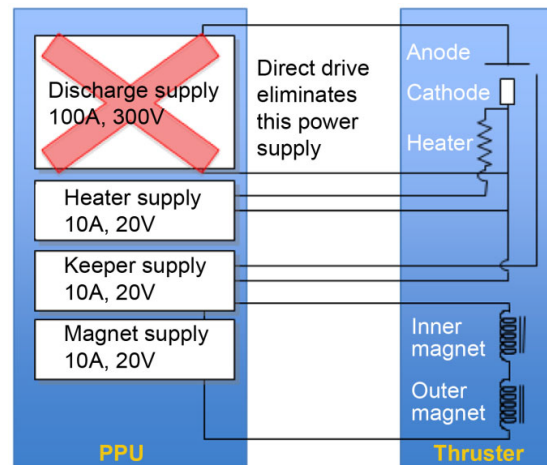 Discharge supply
100A, 300V
Direct drive
eliminates
this power
supply
Heater supply
10A, 20V
Keeper supply
10A, 20V
Magnet supply
10A, 20V
PPU
Anode
Cathode
Heater
Inner
magnet
Outer
magnet
Thruster